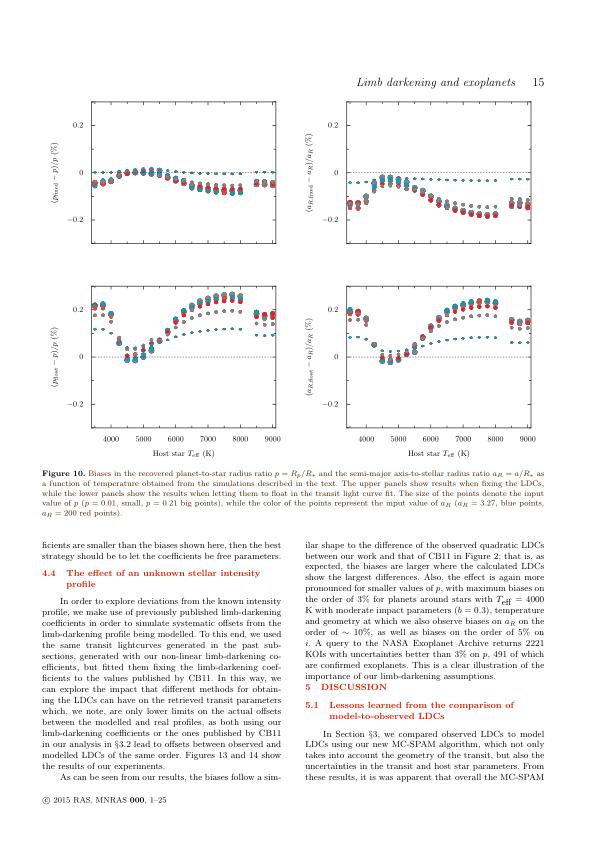 Limb darkening and exoplanets 15
0.2
0
−0.2
(p_fixed − p)/p (%)
0.2
0
−0.2
(a_R,fixed − a_R)/a_R (%)
0.2
0
−0.2
(p_float − p)/p (%)
4000 5000 6000 7000 8000 9000
Host star T_eff (K)
0.2
0
−0.2
(a_R,float − a_R)/a_R (%)
4000 5000 6000 7000 8000 9000
Host star T_eff (K)
Figure 10. Biases in the recovered planet-to-star radius ratio p = R_p/R_* and the semi-major axis-to-stellar radius ratio a_R = a/R_* as
a function of temperature obtained from the simulations described in the text. The upper panels show results when fixing the LDCs,
while the lower panels show the results when letting them to float in the transit light curve fit. The size of the points denote the input
value of p (p = 0.01, small, p = 0.21 big points), while the color of the points represent the input value of a_R (a_R = 3.27, blue points,
a_R = 200 red points).
ficients are smaller than the biases shown here, then the best
strategy should be to let the coefficients be free parameters.
4.4 The effect of an unknown stellar intensity
profile
In order to explore deviations from the known intensity
profile, we make use of previously published limb-darkening
coefficients in order to simulate systematic offsets from the
limb-darkening profile being modelled. To this end, we used
the same transit lightcurves generated in the past sub-
sections, generated with our non-linear limb-darkening co-
efficients, but fitted them fixing the limb-darkening coef-
ficients to the values published by CB11. In this way, we
can explore the impact that different methods for obtain-
ing the LDCs can have on the retrieved transit parameters
which, we note, are only lower limits on the actual offsets
between the modelled and real profiles, as both using our
limb-darkening coefficients or the ones published by CB11
in our analysis in §3.2 lead to offsets between observed and
modelled LDCs of the same order. Figures 13 and 14 show
the results of our experiments.
As can be seen from our results, the biases follow a sim-
ilar shape to the difference of the observed quadratic LDCs
between our work and that of CB11 in Figure 2; that is, as
expected, the biases are larger where the calculated LDCs
show the largest differences. Also, the effect is again more
pronounced for smaller values of p, with maximum biases on
the order of 3% for planets around stars with T_eff = 4000
K with moderate impact parameters (b = 0.3), temperature
and geometry at which we also observe biases on a_R on the
order of ∼ 10%, as well as biases on the order of 5% on
i. A query to the NASA Exoplanet Archive returns 2221
KOIs with uncertainties better than 3% on p, 491 of which
are confirmed exoplanets. This is a clear illustration of the
importance of our limb-darkening assumptions.
5 DISCUSSION
5.1 Lessons learned from the comparison of
model-to-observed LDCs
In Section §3, we compared observed LDCs to model
LDCs using our new MC-SPAM algorithm, which not only
takes into account the geometry of the transit, but also the
uncertainties in the transit and host star parameters. From
these results, it is was apparent that overall the MC-SPAM
© 2015 RAS, MNRAS 000, 1–25